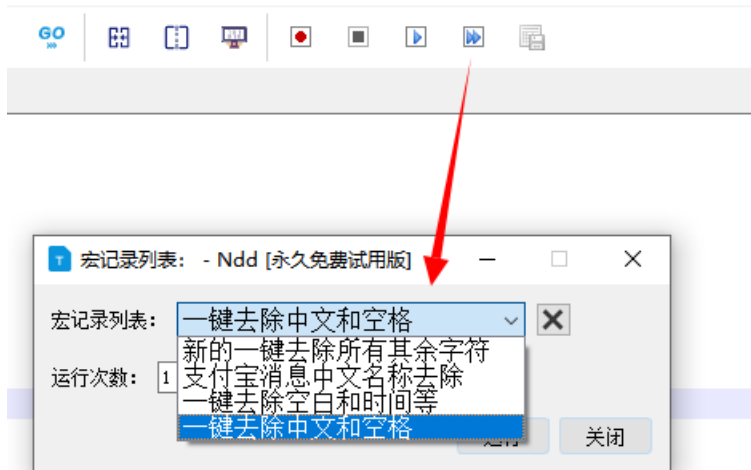 GO
宏记录列表： - Ndd [永久免费试用版]
宏记录列表： 一键去除中文和空格
新的一键去除所有其余字符
运行次数： 1
支付宝消息中文名称去除
一键去除空白和时间等
一键去除中文和空格
关闭